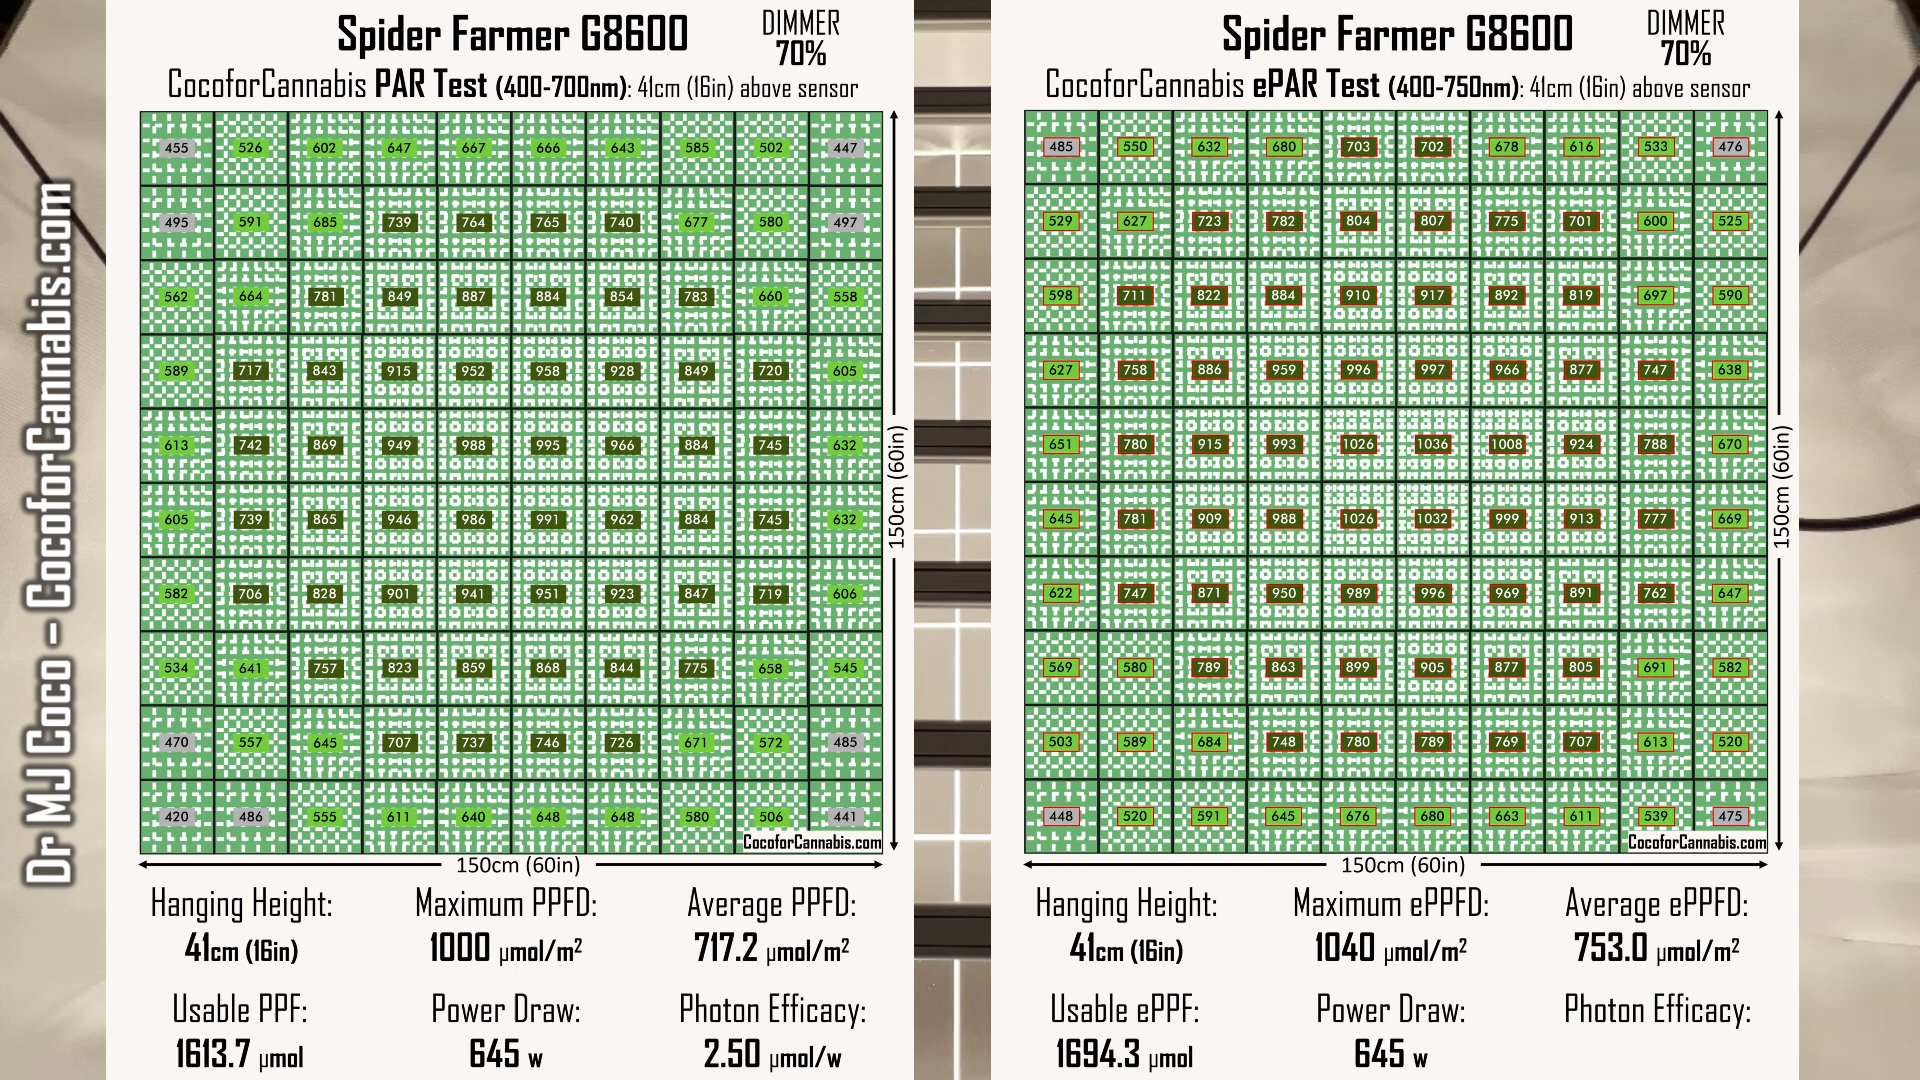 Dr MJ Coco – CocoforCannabis.com
Spider Farmer G8600
DIMMER
70%
CocoforCannabis PAR Test (400-700nm): 41cm (16in) above sensor
455 526 602 647 667 666 643 585 502 447
495 591 685 739 764 765 740 677 580 497
562 664 781 849 887 884 854 783 660 558
589 717 843 915 952 958 928 849 720 605
613 742 869 949 988 995 966 884 745 632
605 739 865 946 986 991 962 884 745 632
582 706 828 901 941 951 923 847 719 606
534 641 757 823 859 868 844 775 658 545
470 557 645 707 737 746 726 671 572 485
420 486 555 611 640 648 648 580 506 441
CocoforCannabis.com
150cm (60in)
150cm (60in)
Hanging Height:
41cm (16in)
Maximum PPFD:
1000 µmol/m²
Average PPFD:
717.2 µmol/m²
Usable PPF:
1613.7 µmol
Power Draw:
645 w
Photon Efficacy:
2.50 µmol/w
Spider Farmer G8600
DIMMER
70%
CocoforCannabis ePAR Test (400-750nm): 41cm (16in) above sensor
485 550 632 680 703 702 678 616 533 476
529 627 723 782 804 807 775 701 600 525
598 711 822 884 910 917 892 819 697 590
627 758 886 959 996 997 966 877 747 638
651 780 915 993 1026 1036 1008 924 788 670
645 781 909 988 1026 1032 999 913 777 669
622 747 871 950 989 996 969 891 762 647
569 580 789 863 899 905 877 805 691 582
503 589 684 748 780 789 769 707 613 520
448 520 591 645 676 680 663 611 539 475
CocoforCannabis.com
150cm (60in)
150cm (60in)
Hanging Height:
41cm (16in)
Maximum ePPFD:
1040 µmol/m²
Average ePPFD:
753.0 µmol/m²
Usable ePPF:
1694.3 µmol
Power Draw:
645 w
Photon Efficacy: